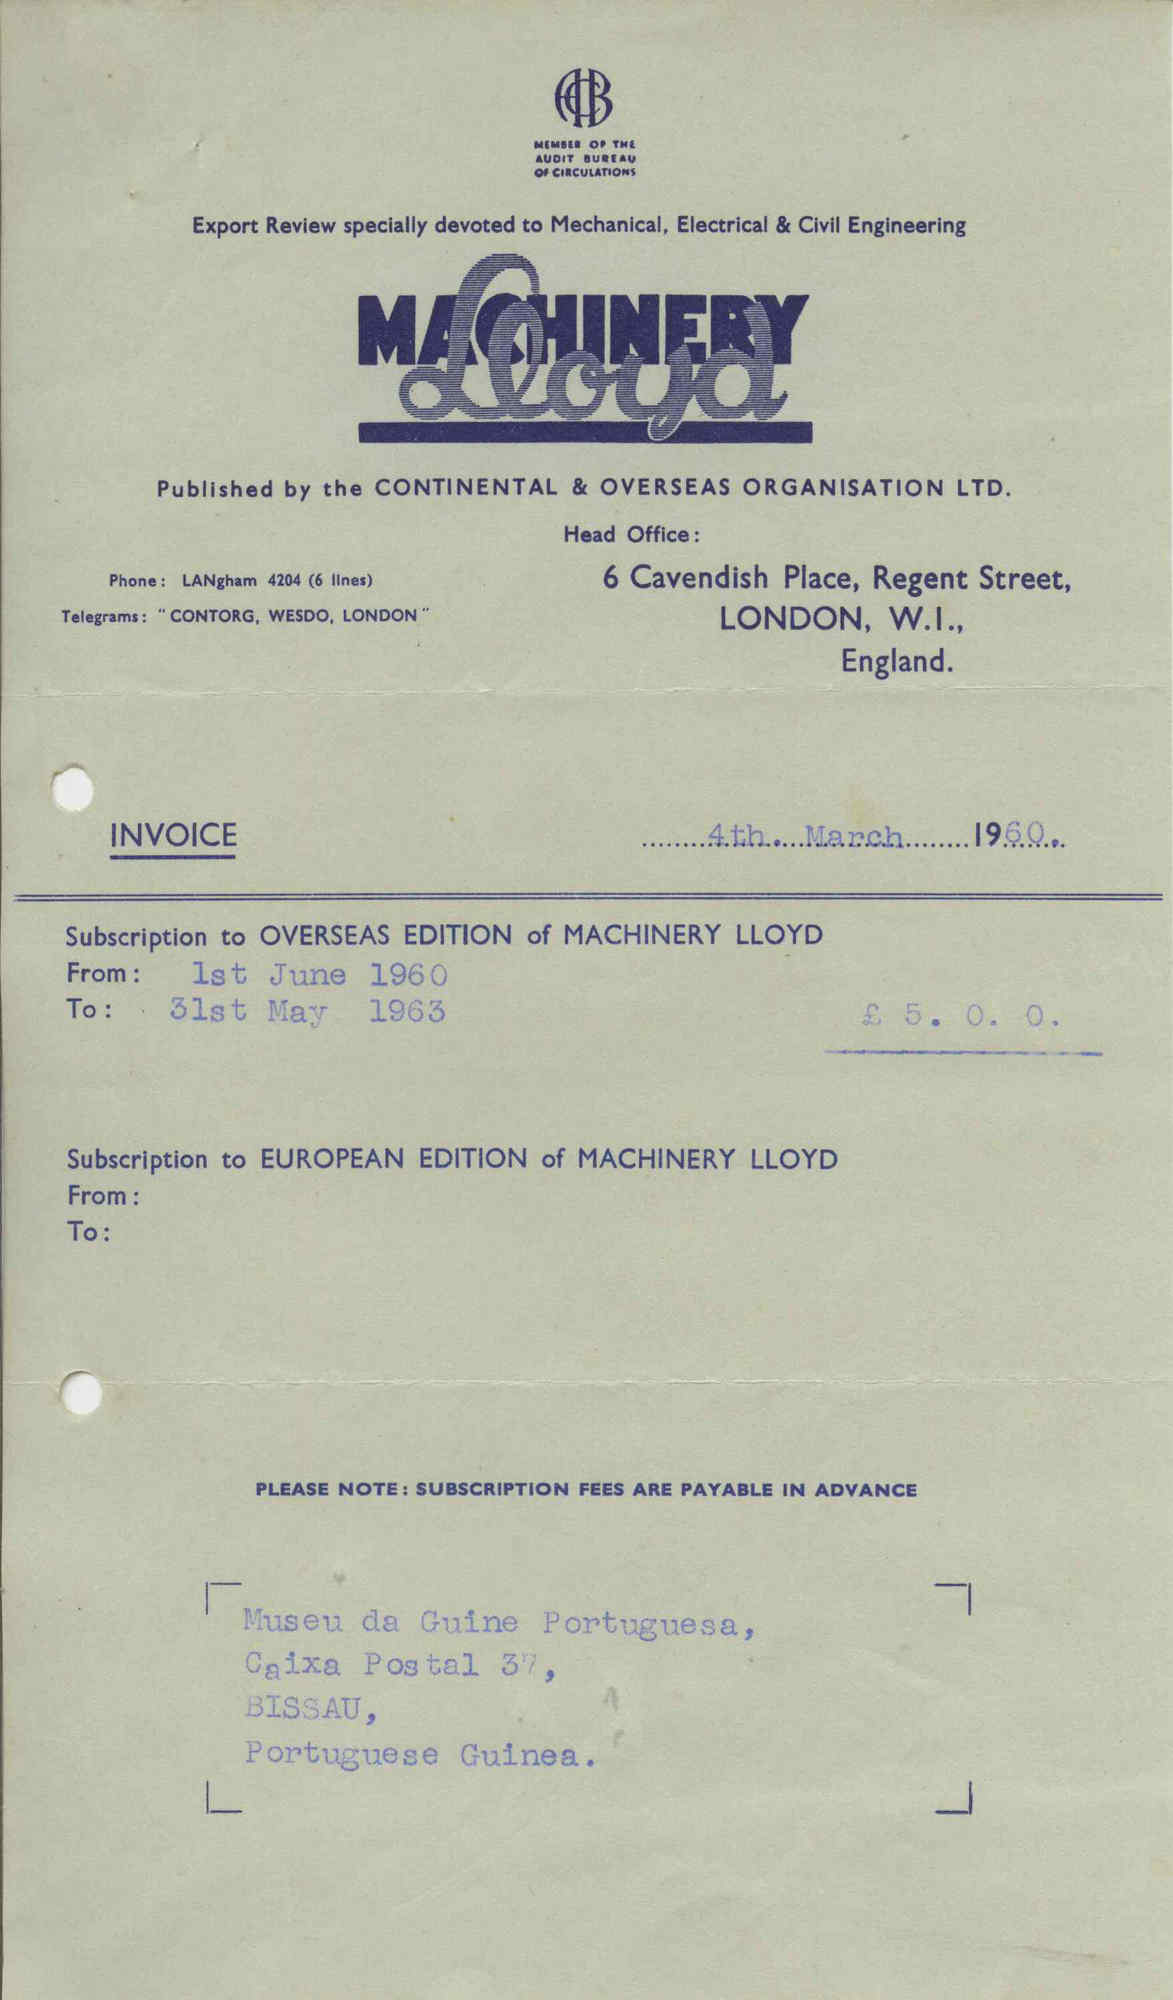 ABC
MEMBER OF THE
AUDIT BUREAU
OF CIRCULATIONS
Export Review specially devoted to Mechanical, Electrical & Civil Engineering
MACHINERY
Lloyd
Published by the CONTINENTAL & OVERSEAS ORGANISATION LTD.
Head Office:
Phone: LANgham 4204 (6 lines)
6 Cavendish Place, Regent Street,
Telegrams: "CONTORG, WESDO, LONDON"
LONDON, W.1.,
England.
INVOICE
4th. March 1960.
Subscription to OVERSEAS EDITION of MACHINERY LLOYD
From: 1st June 1960
To: 31st May 1963 £ 5. 0. 0.
Subscription to EUROPEAN EDITION of MACHINERY LLOYD
From:
To:
PLEASE NOTE: SUBSCRIPTION FEES ARE PAYABLE IN ADVANCE
Museu da Guine Portuguesa,
Caixa Postal 37,
BISSAU,
Portuguese Guinea.